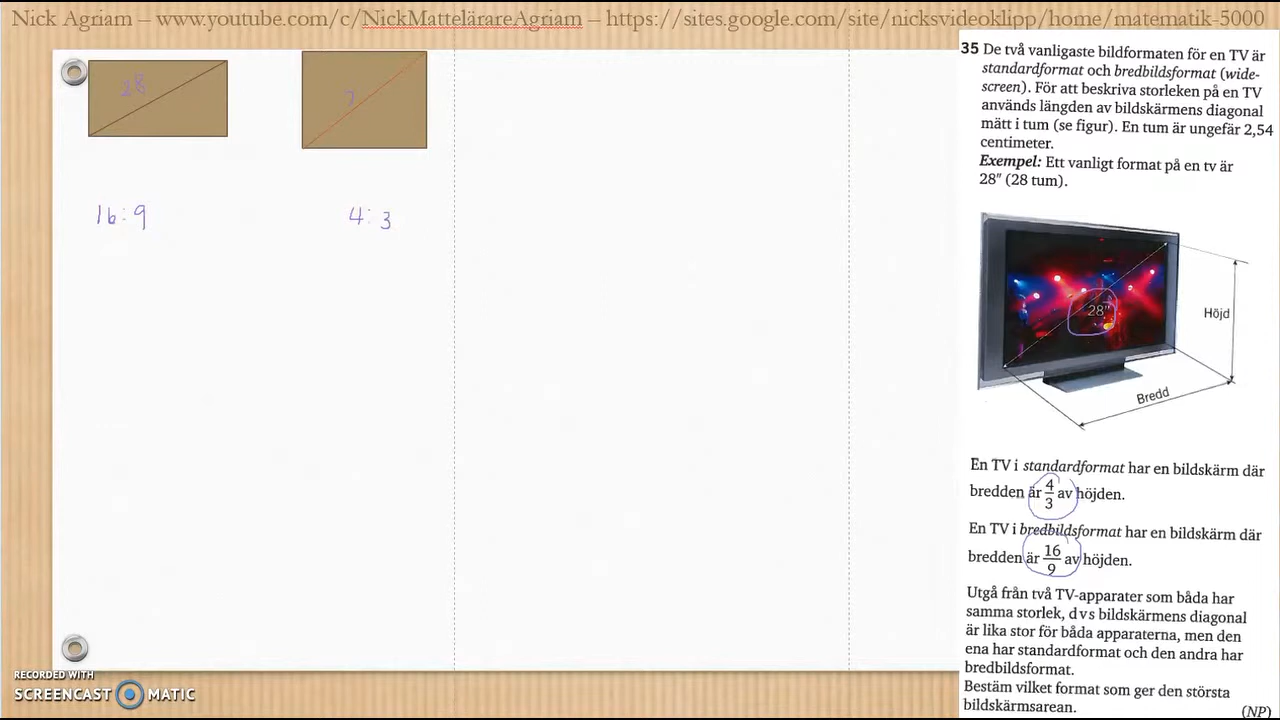 Nick Agriam – www.youtube.com/c/NickMattelärareAgriam – https://sites.google.com/site/nicksvideoklipp/home/matematik-5000
28
7
16:9
4:3
35 De två vanligaste bildformaten för en TV är
standardformat och bredbildsformat (wide-
screen). För att beskriva storleken på en TV
används längden av bildskärmens diagonal
mätt i tum (se figur). En tum är ungefär 2,54
centimeter.
Exempel: Ett vanligt format på en tv är
28" (28 tum).
28"
Höjd
Bredd
En TV i standardformat har en bildskärm där
bredden är 4/3 av höjden.
En TV i bredbildsformat har en bildskärm där
bredden är 16/9 av höjden.
Utgå från två TV-apparater som båda har
samma storlek, d v s bildskärmens diagonal
är lika stor för båda apparaterna, men den
ena har standardformat och den andra har
bredbildsformat.
Bestäm vilket format som ger den största
bildskärmsarean.
(NP)
RECORDED WITH
SCREENCAST MATIC